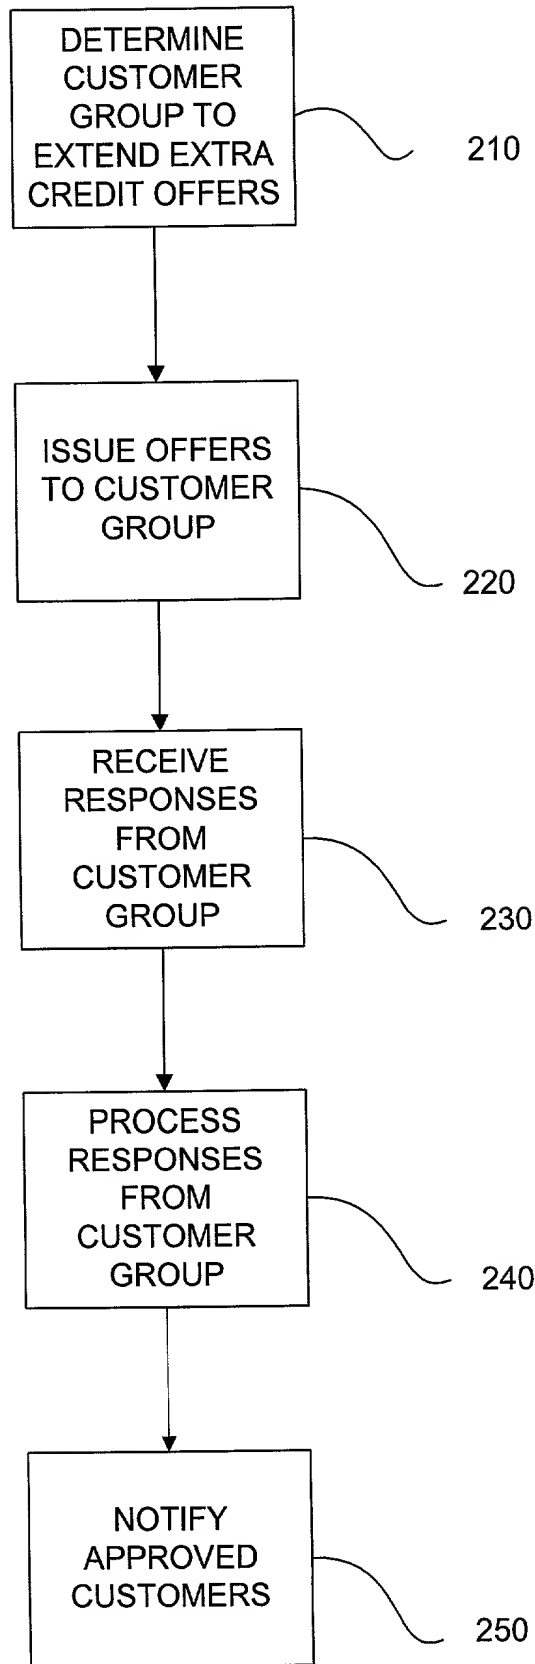 DETERMINE
CUSTOMER
GROUP TO
EXTEND EXTRA
CREDIT OFFERS
210
ISSUE OFFERS
TO CUSTOMER
GROUP
220
RECEIVE
RESPONSES
FROM
CUSTOMER
GROUP
230
PROCESS
RESPONSES
FROM
CUSTOMER
GROUP
240
NOTIFY
APPROVED
CUSTOMERS
250